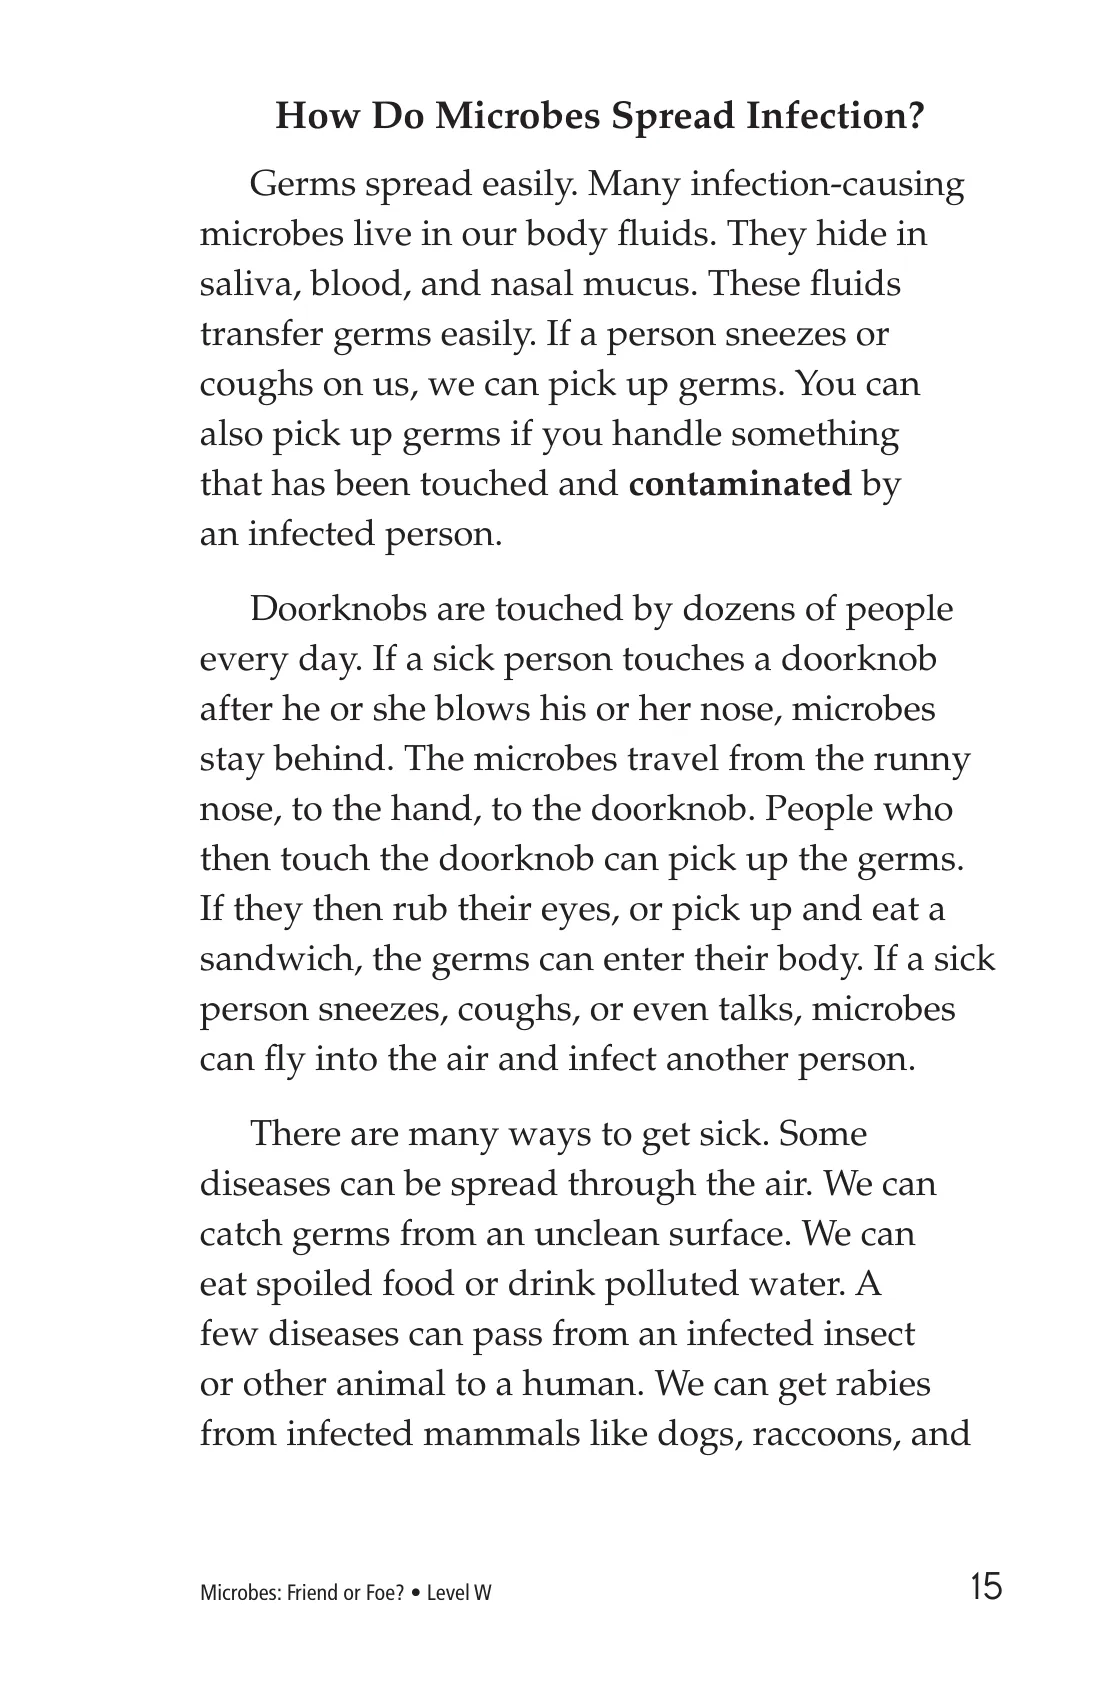 How Do Microbes Spread Infection?
Germs spread easily. Many infection-causing
microbes live in our body fluids. They hide in
saliva, blood, and nasal mucus. These fluids
transfer germs easily. If a person sneezes or
coughs on us, we can pick up germs. You can
also pick up germs if you handle something
that has been touched and contaminated by
an infected person.
Doorknobs are touched by dozens of people
every day. If a sick person touches a doorknob
after he or she blows his or her nose, microbes
stay behind. The microbes travel from the runny
nose, to the hand, to the doorknob. People who
then touch the doorknob can pick up the germs.
If they then rub their eyes, or pick up and eat a
sandwich, the germs can enter their body. If a sick
person sneezes, coughs, or even talks, microbes
can fly into the air and infect another person.
There are many ways to get sick. Some
diseases can be spread through the air. We can
catch germs from an unclean surface. We can
eat spoiled food or drink polluted water. A
few diseases can pass from an infected insect
or other animal to a human. We can get rabies
from infected mammals like dogs, raccoons, and
Microbes: Friend or Foe? • Level W
15